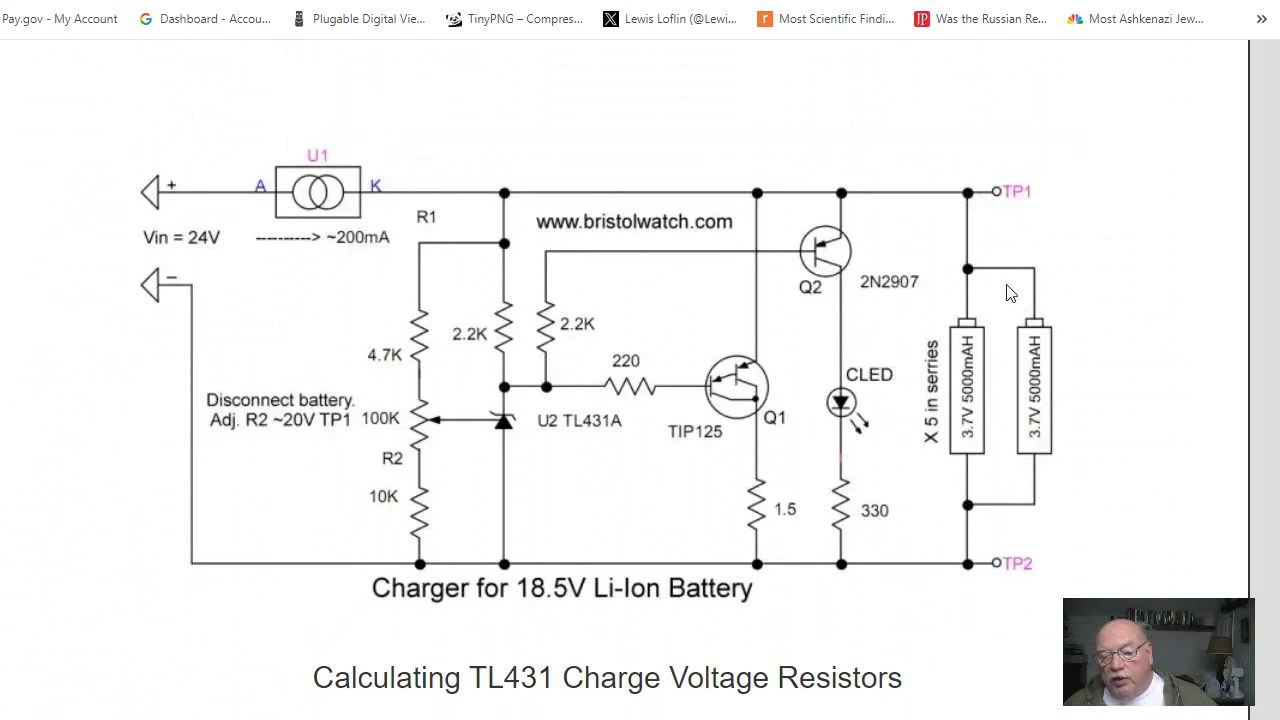 Pay.gov - My Account
Dashboard - Accou...
Plugable Digital Vie...
TinyPNG – Compres...
Lewis Loflin (@Lewi...
Most Scientific Findi...
Was the Russian Re...
Most Ashkenazi Jew...
»
U1
+ A K TP1
R1
www.bristolwatch.com
Vin = 24V ---------> ~200mA
−
Q2 2N2907
2.2K 2.2K
4.7K
220
CLED
Disconnect battery.
Adj. R2 ~20V TP1 100K
U2 TL431A
TIP125
Q1
X 5 in serries
3.7V 5000mAH
3.7V 5000mAH
R2
10K
1.5
330
TP2
Charger for 18.5V Li-Ion Battery
Calculating TL431 Charge Voltage Resistors